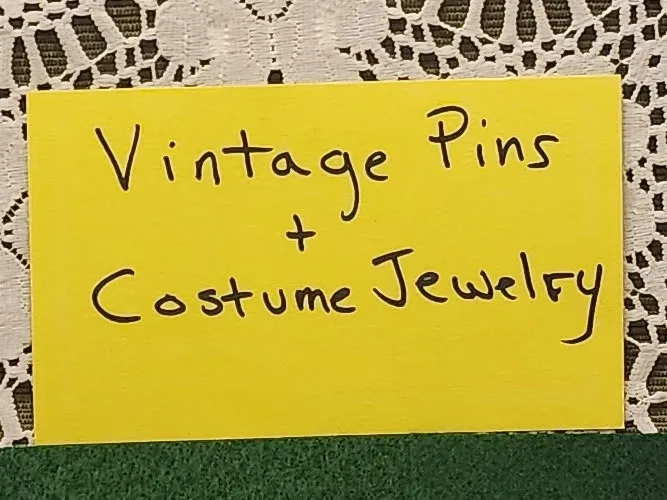 Vintage Pins
+
Costume Jewelry